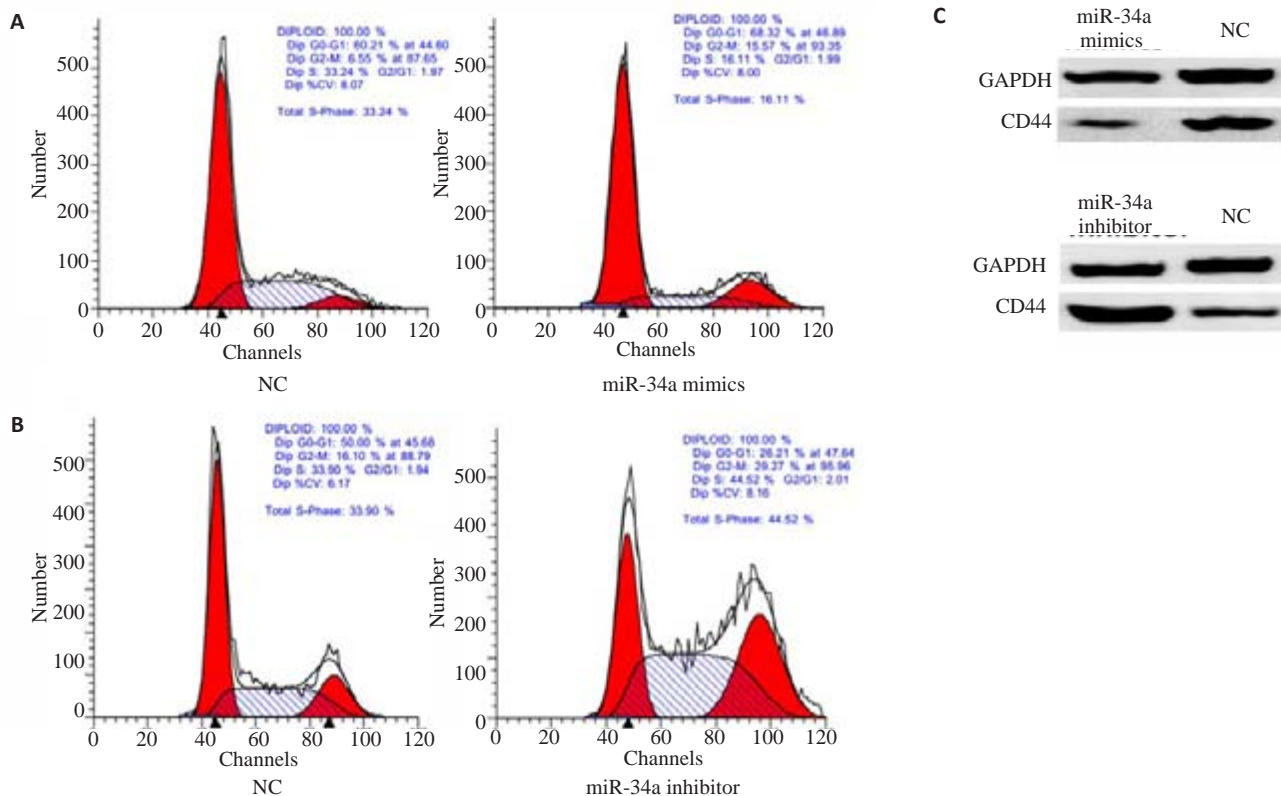 A
DIPLOID: 100.00 %
Dip G0-G1: 60.21 % at 44.60
Dip G2-M: 6.55 % at 87.65
Dip S: 33.24 % G2/G1: 1.97
Dip %CV: 8.07
Total S-Phase: 33.24 %
Number
500
400
300
200
100
0
0 20 40 60 80 100 120
Channels
NC
DIPLOID: 100.00 %
Dip G0-G1: 68.32 % at 46.89
Dip G2-M: 15.57 % at 93.35
Dip S: 16.11 % G2/G1: 1.99
Dip %CV: 8.00
Total S-Phase: 16.11 %
Number
500
400
300
200
100
0
0 20 40 60 80 100 120
Channels
miR-34a mimics
B
DIPLOID: 100.00 %
Dip G0-G1: 50.00 % at 45.68
Dip G2-M: 16.10 % at 88.79
Dip S: 33.90 % G2/G1: 1.94
Dip %CV: 6.17
Total S-Phase: 33.90 %
Number
500
400
300
200
100
0
0 20 40 60 80 100 120
Channels
NC
DIPLOID: 100.00 %
Dip G0-G1: 26.21 % at 47.64
Dip G2-M: 29.27 % at 95.96
Dip S: 44.52 % G2/G1: 2.01
Dip %CV: 8.16
Total S-Phase: 44.52 %
Number
500
400
300
200
100
0
0 20 40 60 80 100 120
Channels
miR-34a inhibitor
C
miR-34a
mimics NC
GAPDH
CD44
miR-34a
inhibitor NC
GAPDH
CD44